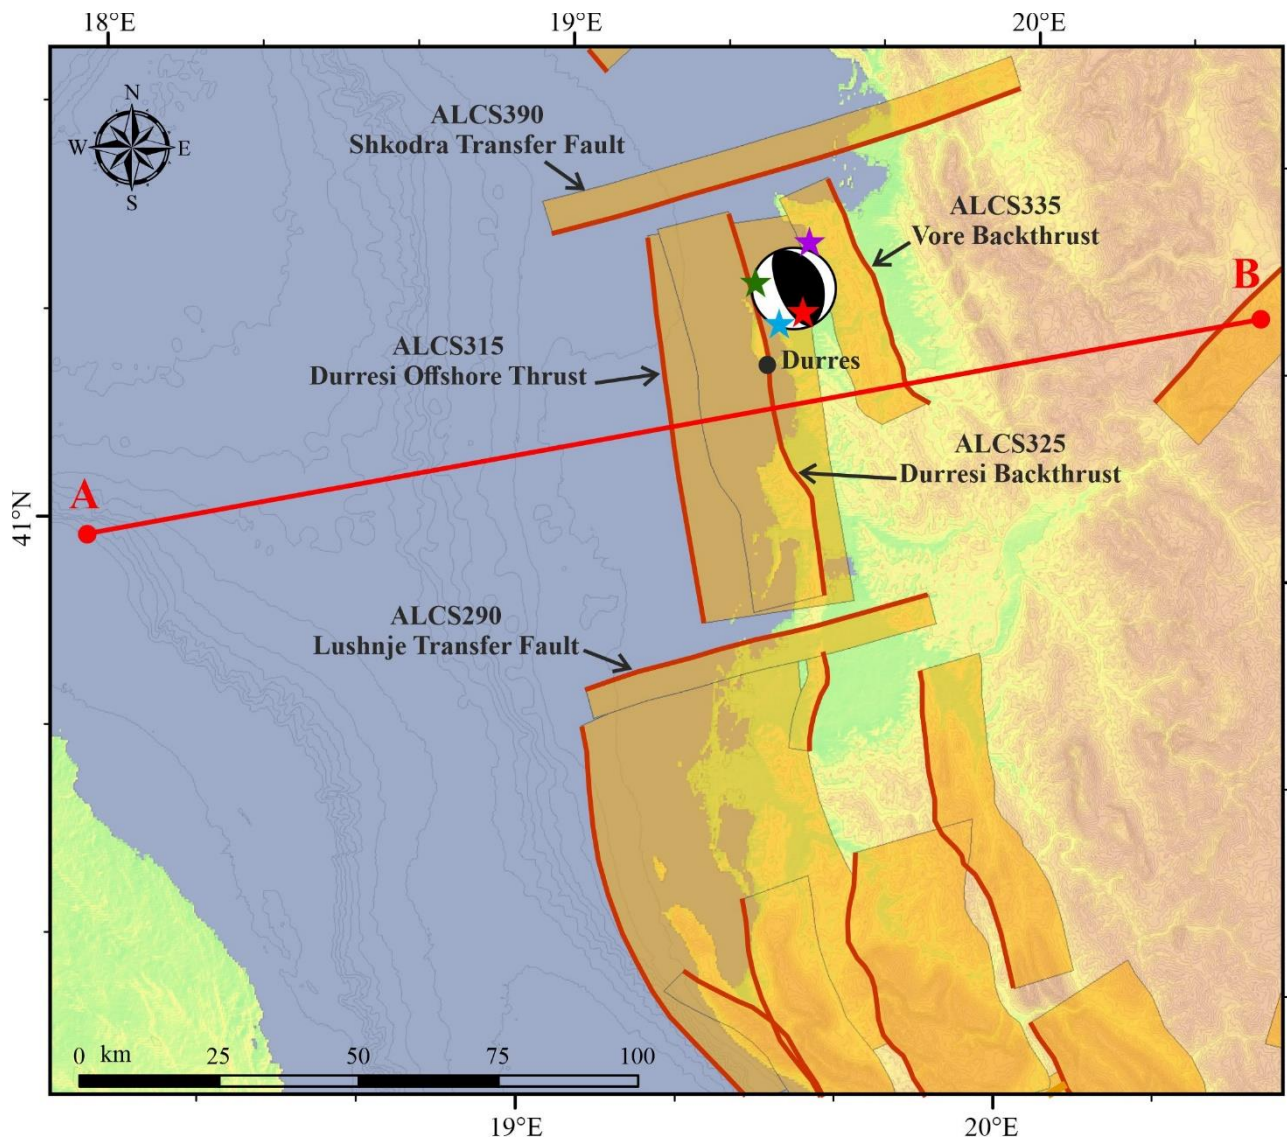 18°E
19°E
20°E
N
W
E
S
ALCS390
Shkodra Transfer Fault
ALCS335
Vore Backthrust
B
ALCS315
Durresi Offshore Thrust
Durres
ALCS325
Durresi Backthrust
A
41°N
ALCS290
Lushnje Transfer Fault
0 km 25 50 75 100
19°E
20°E